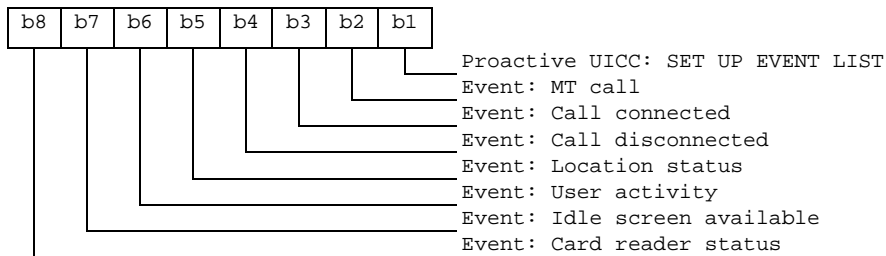 b8 b7 b6 b5 b4 b3 b2 b1
Proactive UICC: SET UP EVENT LIST
Event: MT call
Event: Call connected
Event: Call disconnected
Event: Location status
Event: User activity
Event: Idle screen available
Event: Card reader status